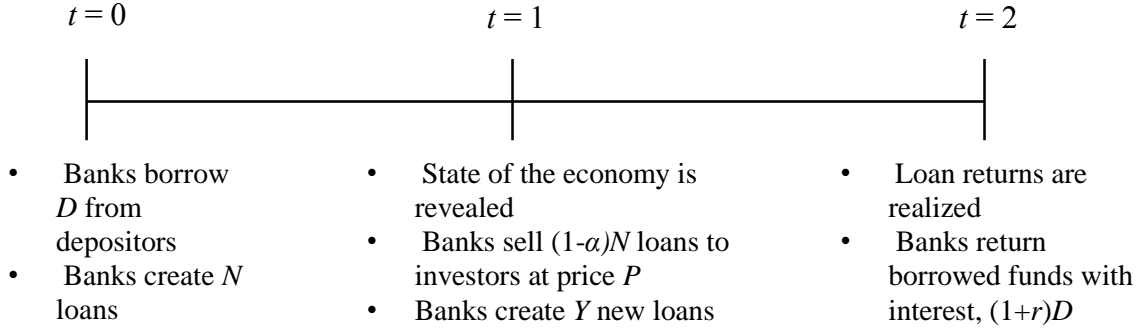 t = 0
t = 1
t = 2
• Banks borrow
D from
depositors
• Banks create N
loans
• State of the economy is
revealed
• Banks sell (1-α)N loans to
investors at price P
• Banks create Y new loans
• Loan returns are
realized
• Banks return
borrowed funds with
interest, (1+r)D